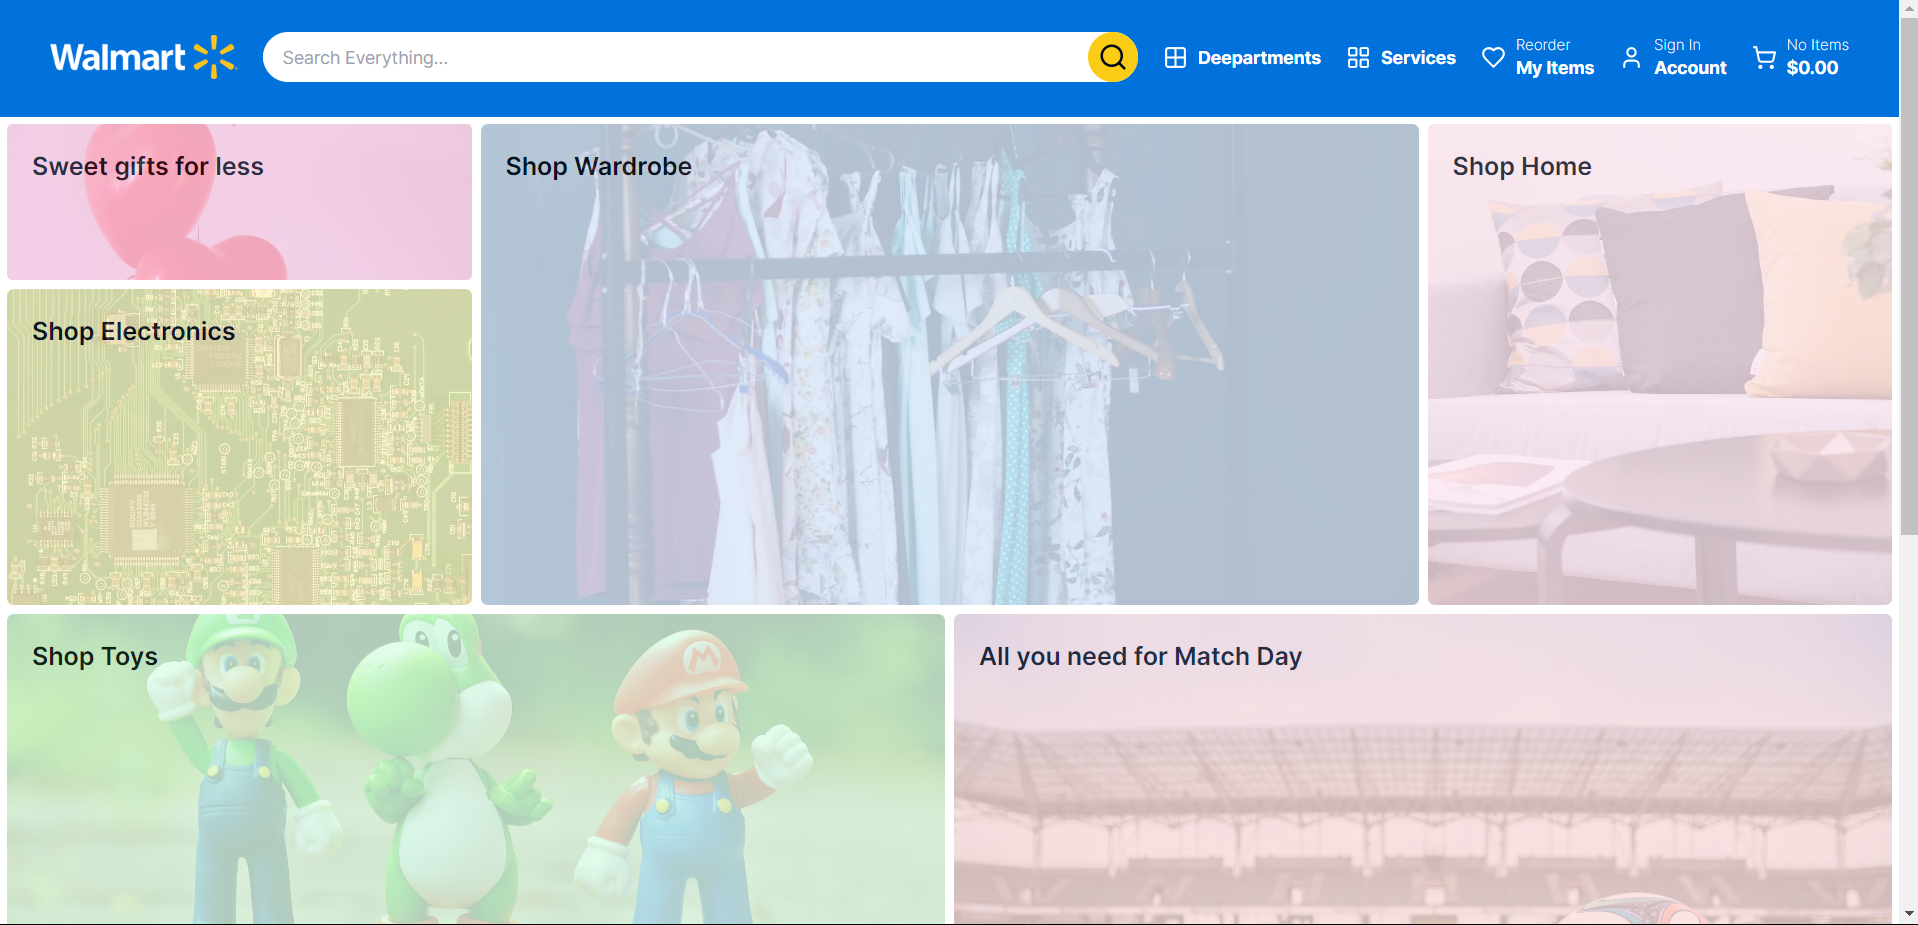 Walmart
Search Everything...
Deepartments
Services
Reorder
My Items
Sign In
Account
No Items
$0.00
Sweet gifts for less
Shop Wardrobe
Shop Home
Shop Electronics
Shop Toys
All you need for Match Day
M